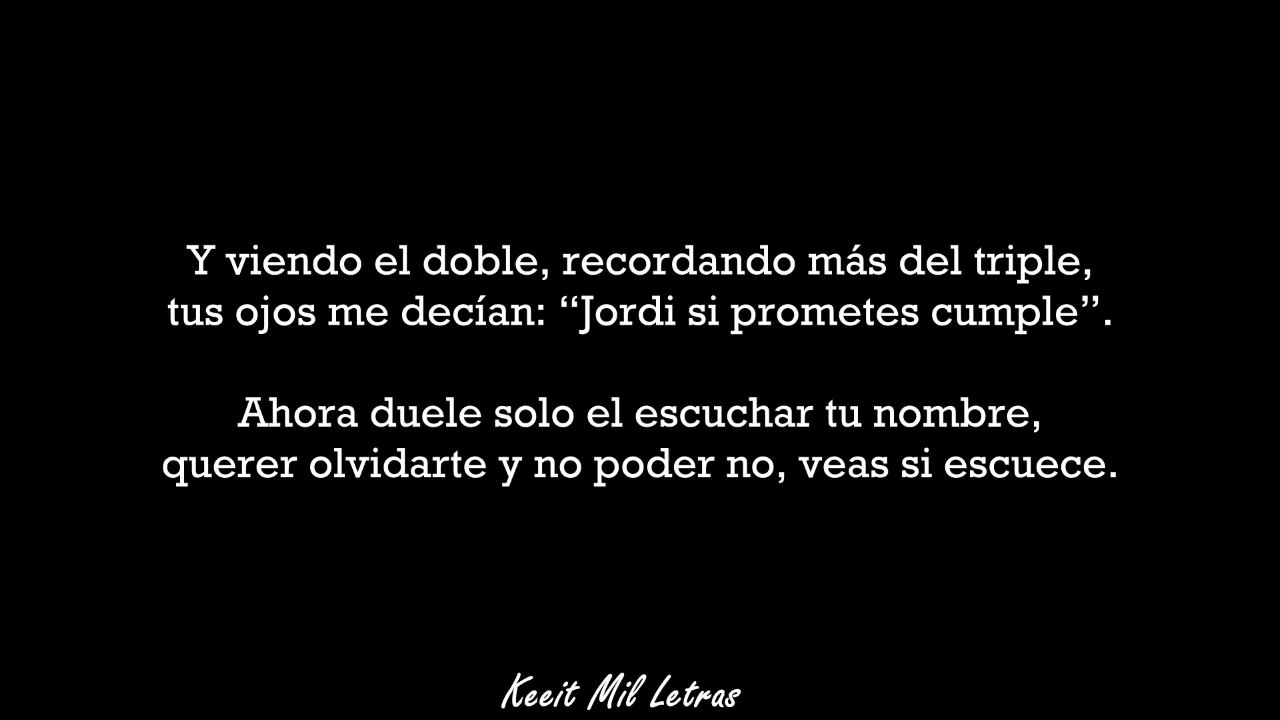 Y viendo el doble, recordando más del triple,
tus ojos me decían: “Jordi si prometes cumple”.
Ahora duele solo el escuchar tu nombre,
querer olvidarte y no poder no, veas si escuece.
Keeit Mil Letras